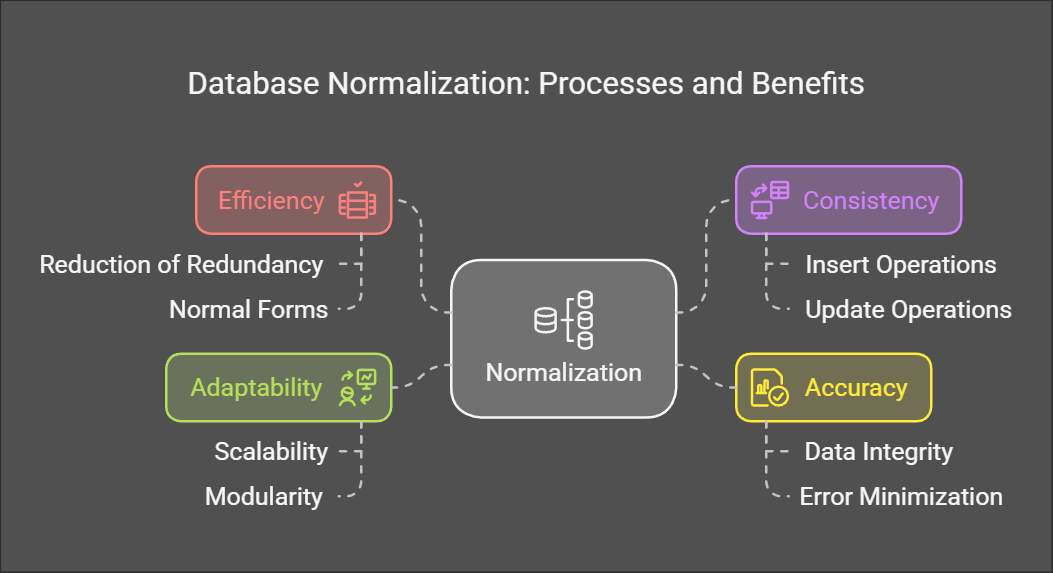 Database Normalization: Processes and Benefits
Efficiency
Reduction of Redundancy
Normal Forms
Adaptability
Scalability
Modularity
Normalization
Consistency
Insert Operations
Update Operations
Accuracy
Data Integrity
Error Minimization